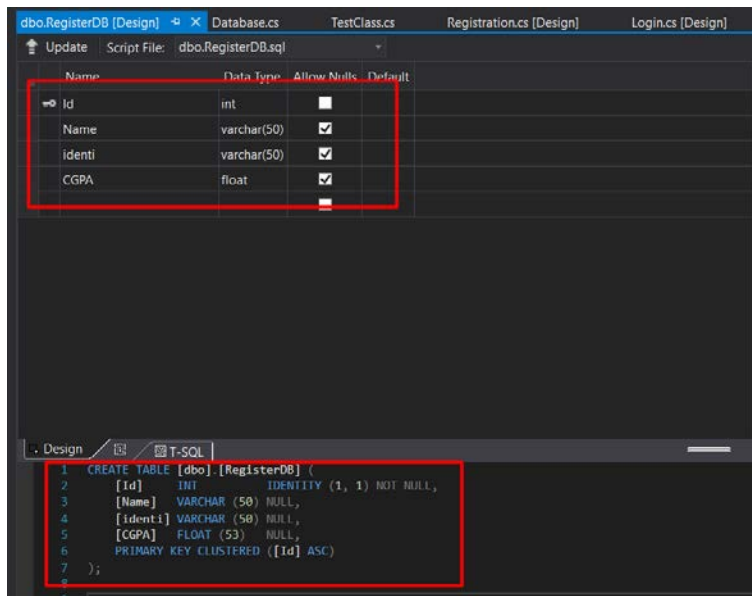 dbo.RegisterDB [Design] Database.cs TestClass.cs Registration.cs [Design] Login.cs [Design]
Update Script File: dbo.RegisterDB.sql
Name Data Type Allow Nulls Default
Id int
Name varchar(50)
identi varchar(50)
CGPA float
Design T-SQL
1 CREATE TABLE [dbo].[RegisterDB] (
2 [Id] INT IDENTITY (1, 1) NOT NULL,
3 [Name] VARCHAR (50) NULL,
4 [identi] VARCHAR (50) NULL,
5 [CGPA] FLOAT (53) NULL,
6 PRIMARY KEY CLUSTERED ([Id] ASC)
7 );
8